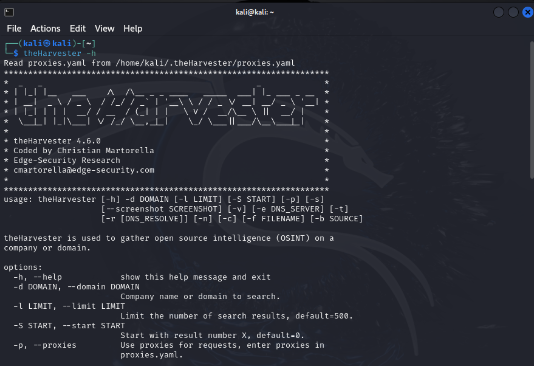 kali@kali: ~
File Actions Edit View Help
┌──(kali㉿kali)-[~]
└─$ theHarvester -h
Read proxies.yaml from /home/kali/.theHarvester/proxies.yaml
*******************************************************************
* theHarvester *
* *
* theHarvester 4.6.0 *
* Coded by Christian Martorella *
* Edge-Security Research *
* cmartorella@edge-security.com *
* *
*******************************************************************
usage: theHarvester [-h] -d DOMAIN [-l LIMIT] [-S START] [-p] [-s]
[--screenshot SCREENSHOT] [-v] [-e DNS_SERVER] [-t]
[-r [DNS_RESOLVE]] [-n] [-c] [-f FILENAME] [-b SOURCE]
theHarvester is used to gather open source intelligence (OSINT) on a
company or domain.
options:
-h, --help show this help message and exit
-d DOMAIN, --domain DOMAIN
Company name or domain to search.
-l LIMIT, --limit LIMIT
Limit the number of search results, default=500.
-S START, --start START
Start with result number X, default=0.
-p, --proxies Use proxies for requests, enter proxies in
proxies.yaml.